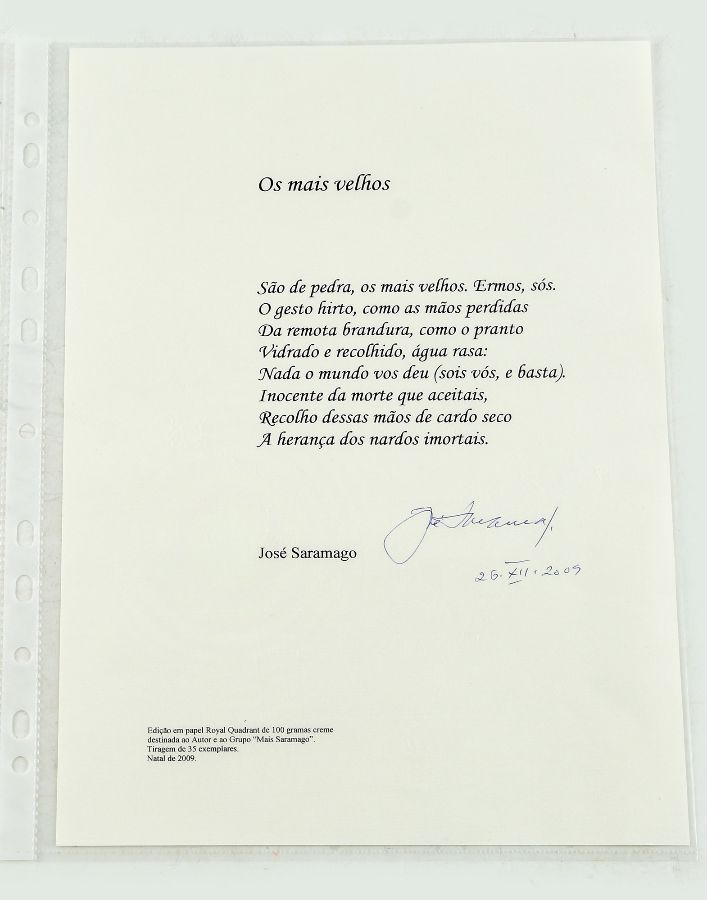 Os mais velhos
São de pedra, os mais velhos. Ermos, sós.
O gesto hirto, como as mãos perdidas
Da remota brandura, como o pranto
Vidrado e recolhido, água rasa:
Nada o mundo vos deu (sois vós, e basta).
Inocente da morte que aceitais,
Recolho dessas mãos de cardo seco
A herança dos nardos imortais.
José Saramago
José Saramago
25.XII.2009
Edição em papel Royal Quadrant de 100 gramas creme
destinada ao Autor e ao Grupo "Mais Saramago".
Tiragem de 35 exemplares.
Natal de 2009.